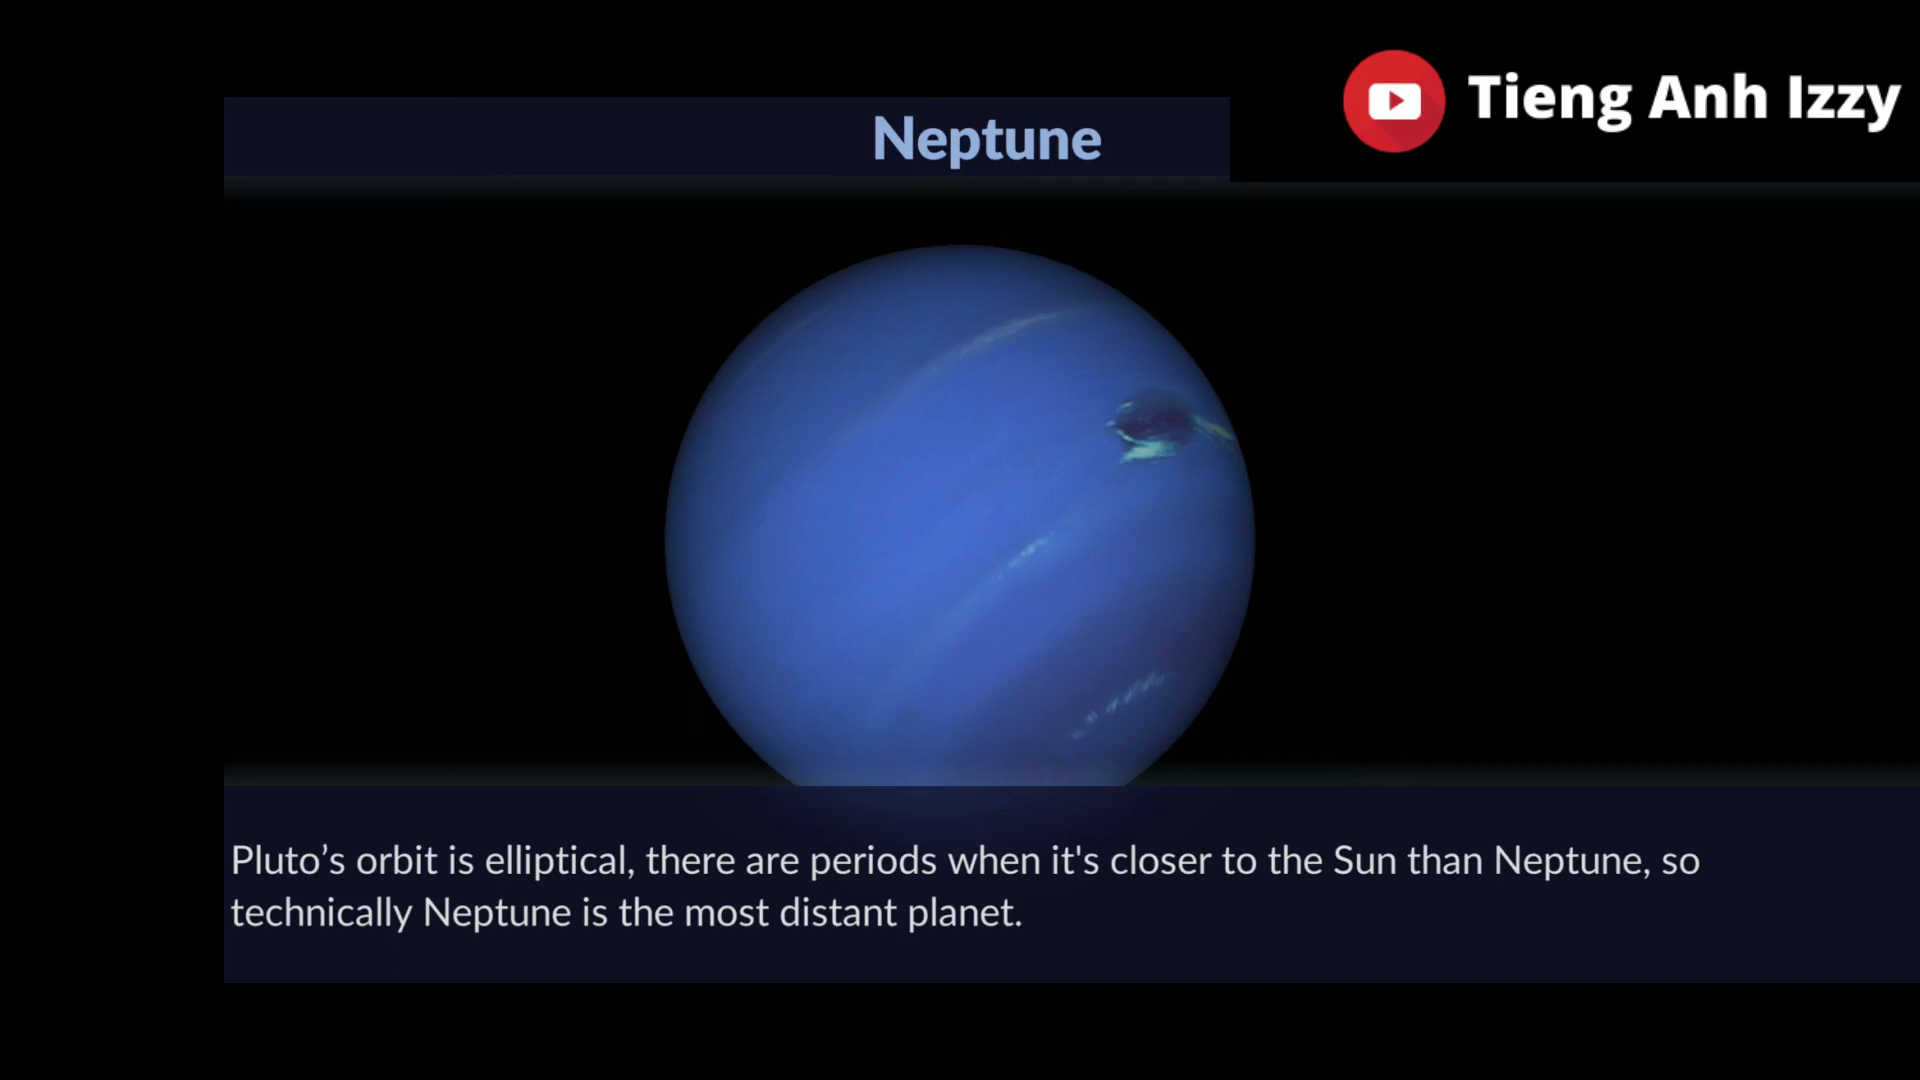 Tieng Anh Izzy
Neptune
Pluto’s orbit is elliptical, there are periods when it's closer to the Sun than Neptune, so
technically Neptune is the most distant planet.